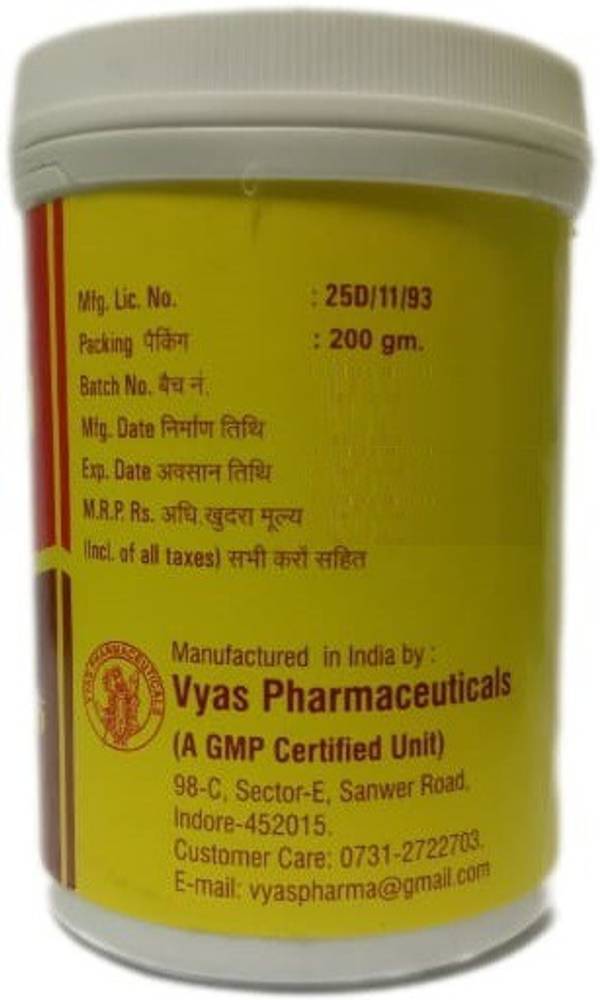 Mfg. Lic. No. : 25D/11/93
Packing पैकिंग : 200 gm.
Batch No. बैच नं.
Mfg. Date निर्माण तिथि
Exp. Date अवसान तिथि
M.R.P. Rs. अधि.खुदरा मूल्य
(Incl. of all taxes) सभी करों सहित
VYAS PHARMACEUTICALS
Manufactured in India by :
Vyas Pharmaceuticals
(A GMP Certified Unit)
98-C, Sector-E, Sanwer Road,
Indore-452015.
Customer Care: 0731-2722703.
E-mail: vyaspharma@gmail.com